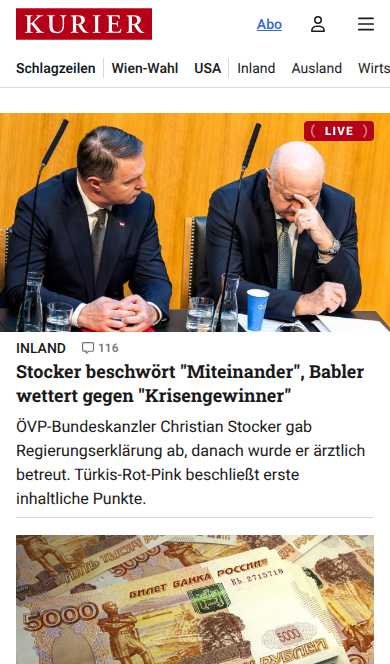 KURIER
Abo
Schlagzeilen
Wien-Wahl
USA
Inland
Ausland
Wirts
LIVE
INLAND
116
Stocker beschwört "Miteinander", Babler
wettert gegen "Krisengewinner"
ÖVP-Bundeskanzler Christian Stocker gab
Regierungserklärung ab, danach wurde er ärztlich
betreut. Türkis-Rot-Pink beschließt erste
inhaltliche Punkte.
БИЛЕТ БАНКА РОССИИ
5000
5000